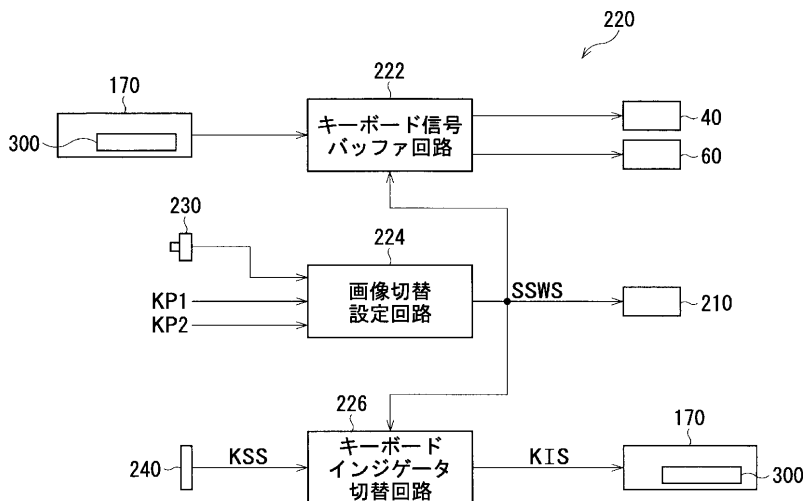 220
170
222
300
キーボード信号
バッファ回路
40
60
230
224
KP1
KP2
画像切替
設定回路
SSWS
210
226
170
240
KSS
キーボード
インジゲータ
切替回路
KIS
300